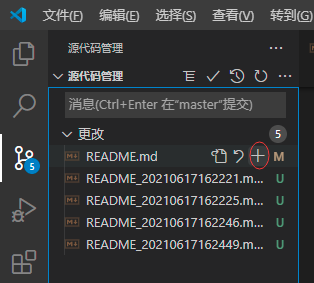 文件(F) 编辑(E) 选择(S) 查看(V) 转到(G)
源代码管理
源代码管理
消息(Ctrl+Enter 在“master”提交)
更改 5
README.md M
README_20210617162221.m... U
README_20210617162225.m... U
README_20210617162246.m... U
README_20210617162449.m... U
5